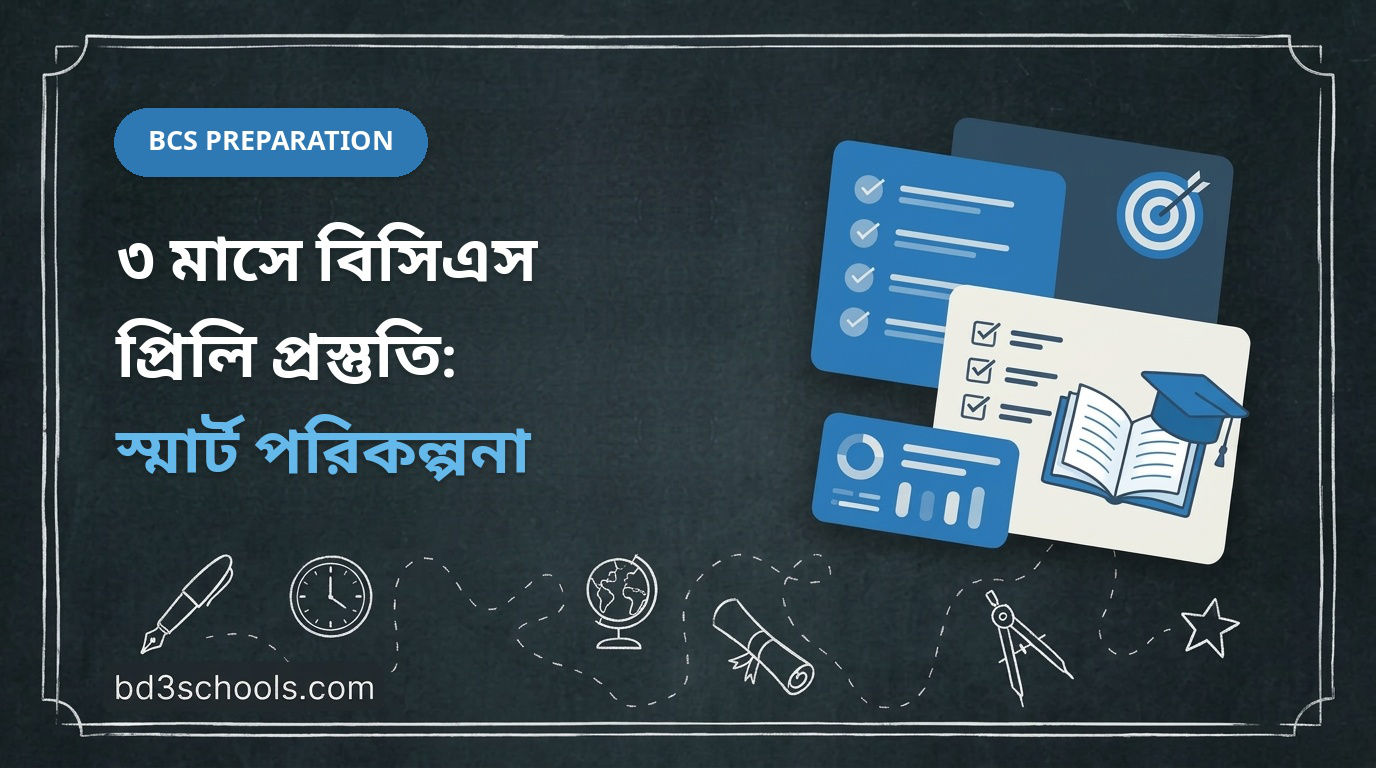 BCS PREPARATION
৩ মাসে বিসিএস
প্রিলি প্রস্তুতি:
স্মার্ট পরিকল্পনা
bd3schools.com